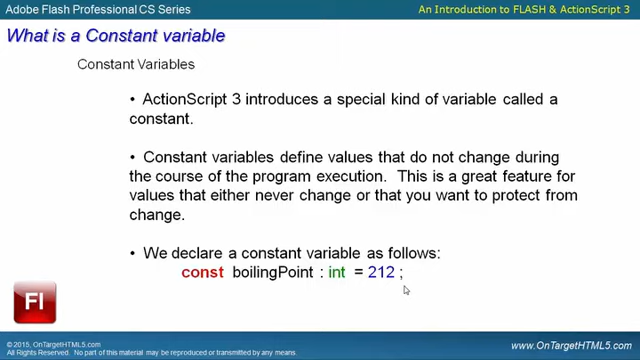 Adobe Flash Professional CS Series
An Introduction to FLASH & ActionScript 3
What is a Constant variable
Constant Variables
• ActionScript 3 introduces a special kind of variable called a
constant.
• Constant variables define values that do not change during
the course of the program execution. This is a great feature for
values that either never change or that you want to protect from
change.
• We declare a constant variable as follows:
const boilingPoint : int = 212 ;
Fl
© 2015, OnTargetHTML5.com
All Rights Reserved. No part of this material may be reproduced or transmitted by any means.
www.OnTargetHTML5.com